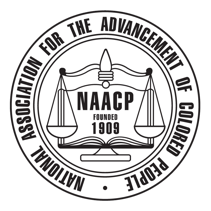 NATIONAL ASSOCIATION FOR THE ADVANCEMENT OF COLORED PEOPLE
NAACP
FOUNDED
1909